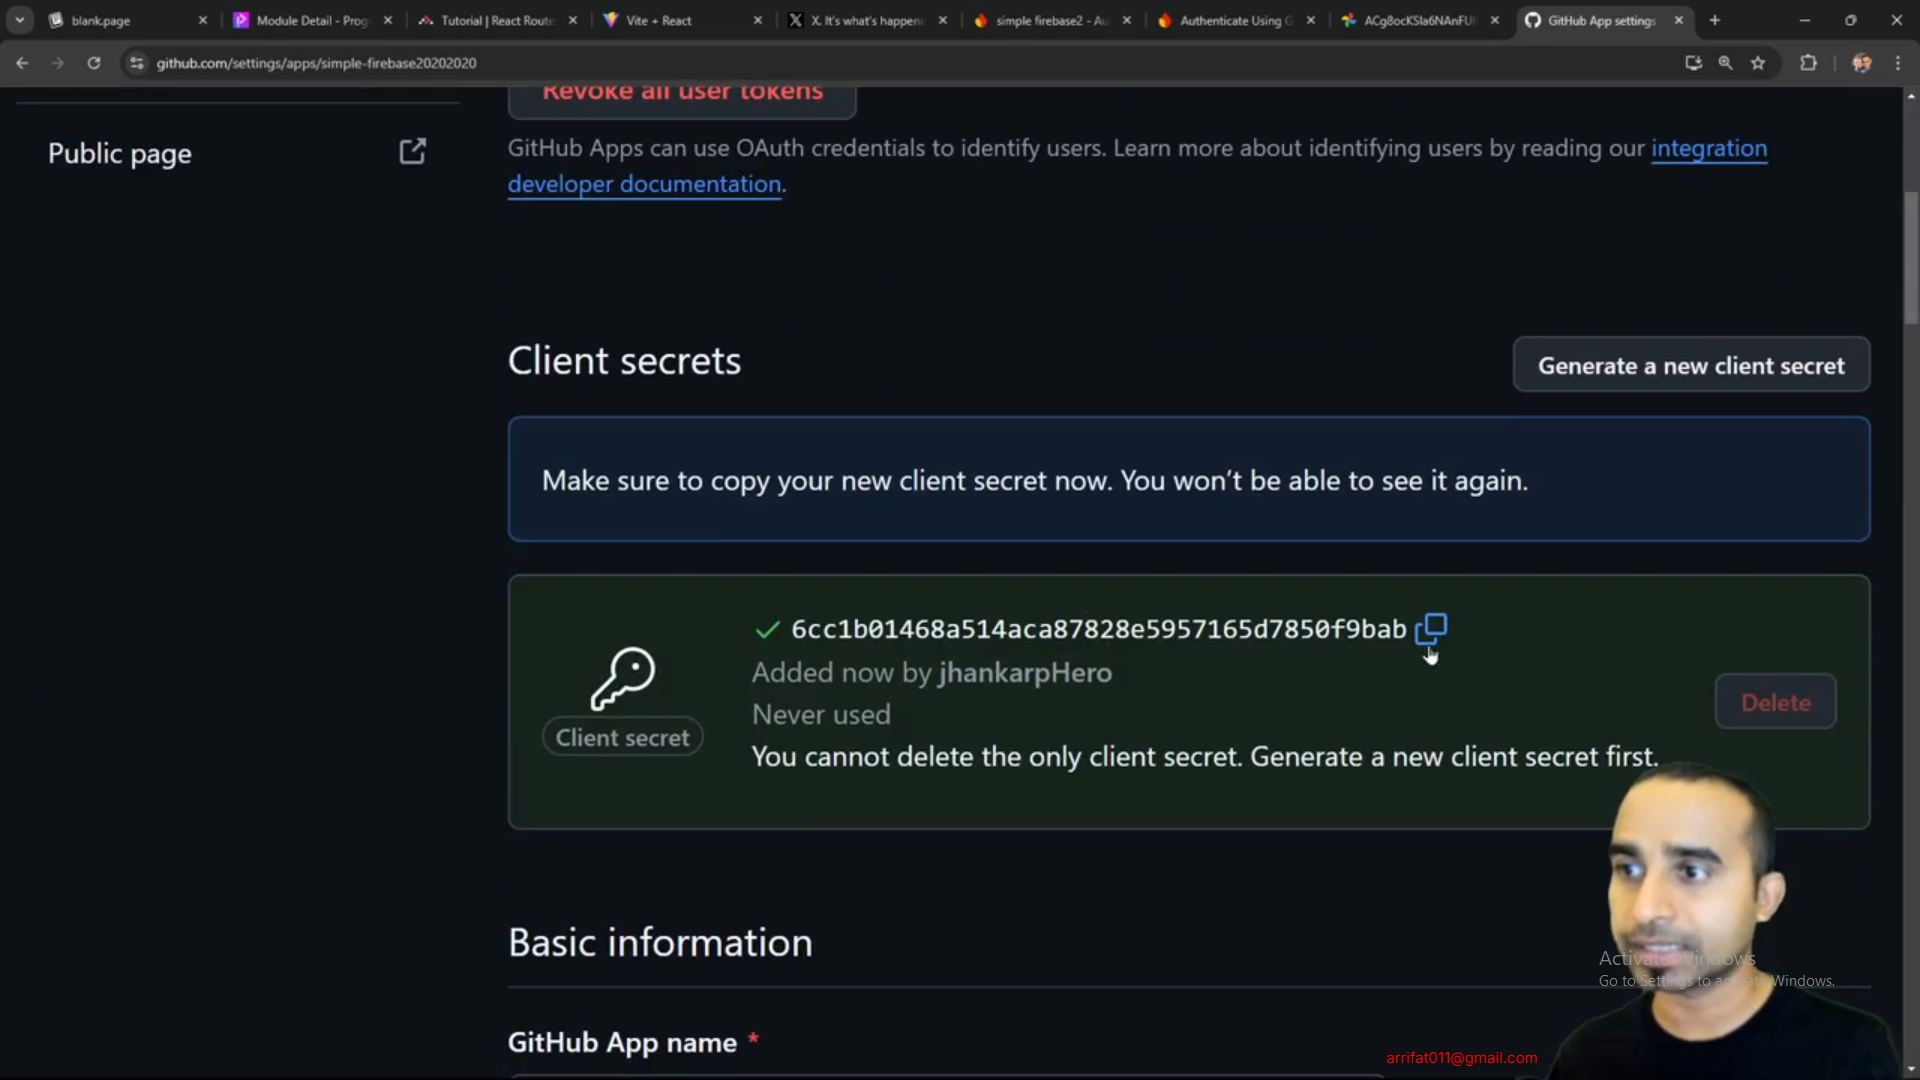 blank.page
Module Detail - Prog
Tutorial | React Route
Vite + React
X. It's what's happeni
simple firebase2 - Au
Authenticate Using G
GitHub App settings
github.com/settings/apps/simple-firebase20202020
Revoke all user tokens
Public page
GitHub Apps can use OAuth credentials to identify users. Learn more about identifying users by reading our integration
developer documentation.
Client secrets
Generate a new client secret
Make sure to copy your new client secret now. You won't be able to see it again.
6cc1b01468a514aca87828e5957165d7850f9bab
Added now by jhankarpHero
Never used
Client secret
Delete
You cannot delete the only client secret. Generate a new client secret first.
Basic information
Activate Windows
Go to Settings to activate Windows.
GitHub App name *
arrifat011@gmail.com